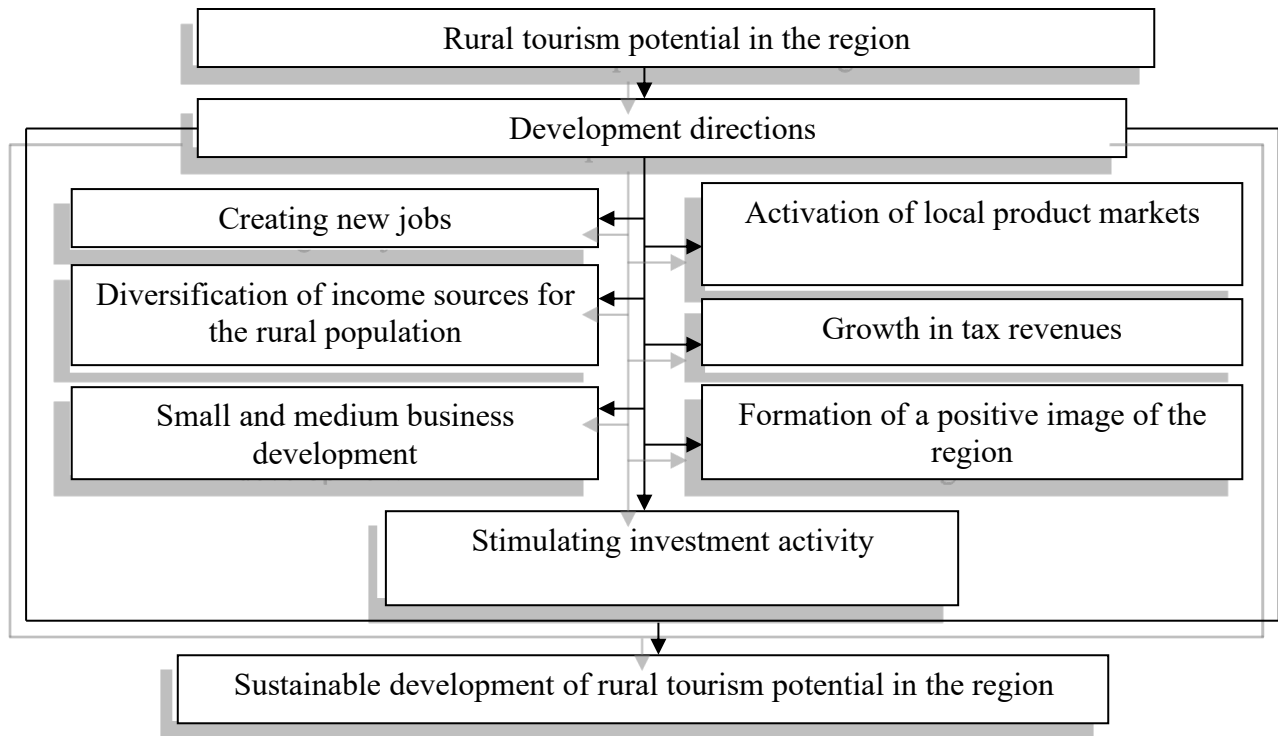 Rural tourism potential in the region
Development directions
Creating new jobs
Activation of local product markets
Diversification of income sources for
the rural population
Growth in tax revenues
Small and medium business
development
Formation of a positive image of the
region
Stimulating investment activity
Sustainable development of rural tourism potential in the region